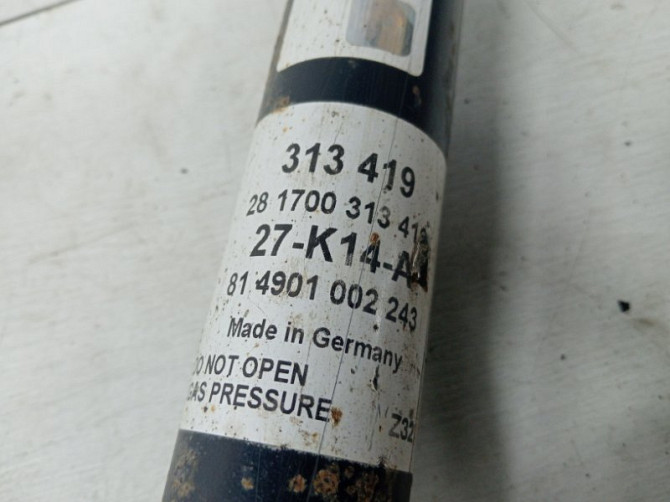 313 419
28 1700 313 419
27-K14-A
81 4901 002 243
Made in Germany
DO NOT OPEN
GAS PRESSURE
Z32